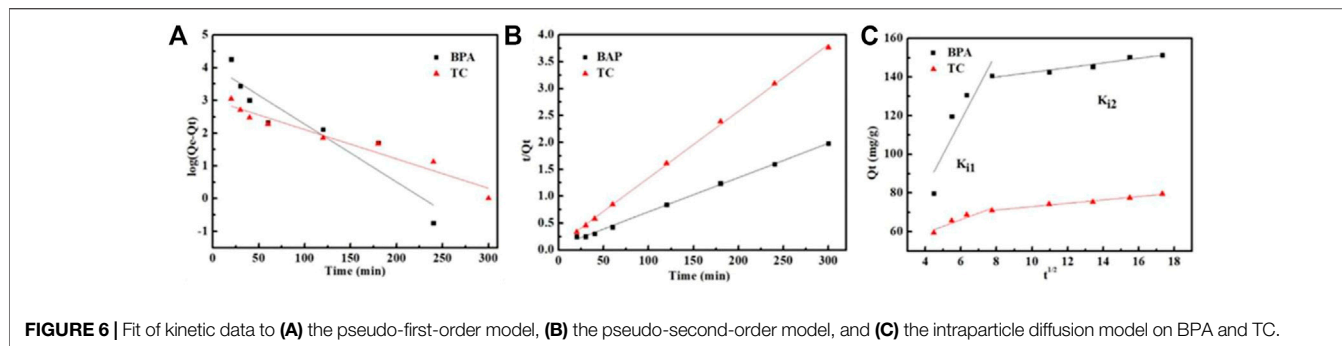 A
BPA
TC
log(Qe-Qt)
5
4
3
2
1
0
-1
0 50 100 150 200 250 300
Time (min)
B
BAP
TC
t/Qt
4.0
3.5
3.0
2.5
2.0
1.5
1.0
0.5
0.0
0 50 100 150 200 250 300
Time (min)
C
BPA
TC
Qt (mg/g)
160
140
120
100
80
60
Ki1
Ki2
4 6 8 10 12 14 16 18
t1/2
FIGURE 6 | Fit of kinetic data to (A) the pseudo-first-order model, (B) the pseudo-second-order model, and (C) the intraparticle diffusion model on BPA and TC.